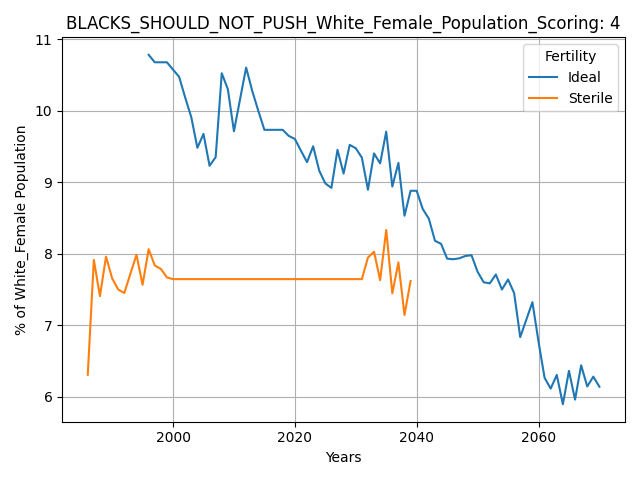 BLACKS_SHOULD_NOT_PUSH_White_Female_Population_Scoring: 4
% of White_Female Population
11
10
9
8
7
6
Fertility
Ideal
Sterile
2000
2020
2040
2060
Years